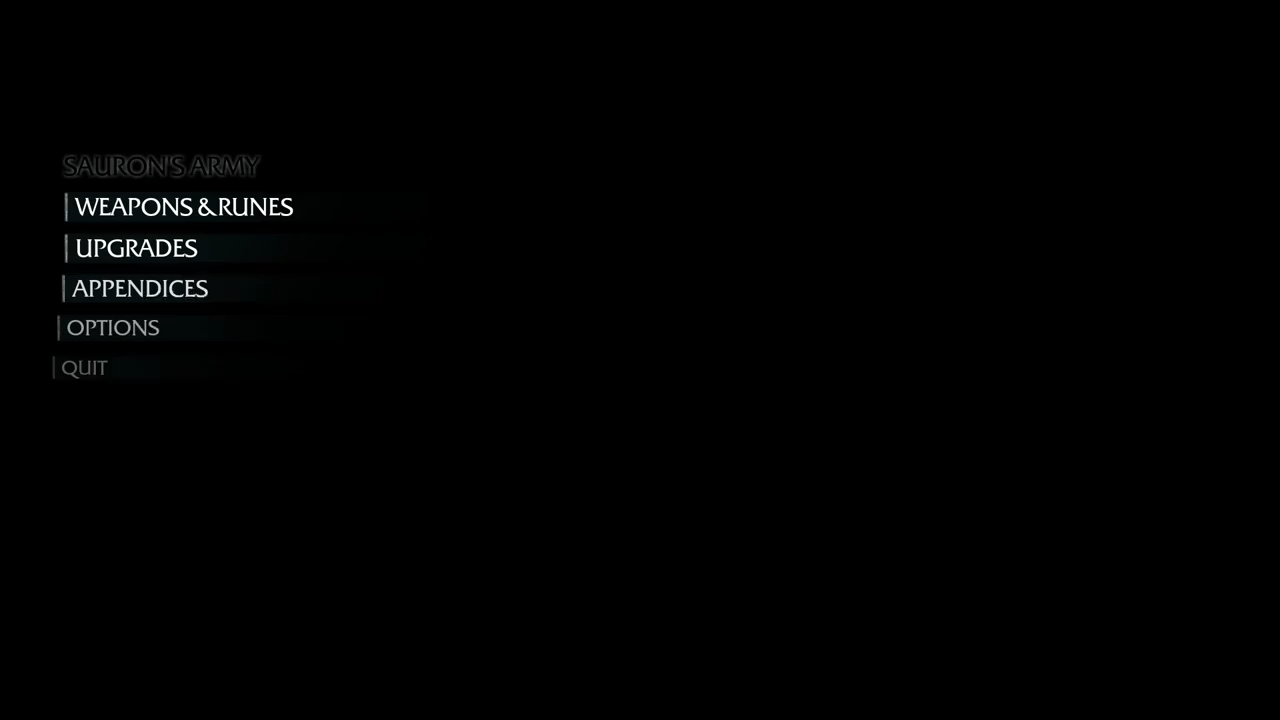 SAURON'S ARMY
WEAPONS & RUNES
UPGRADES
APPENDICES
OPTIONS
QUIT